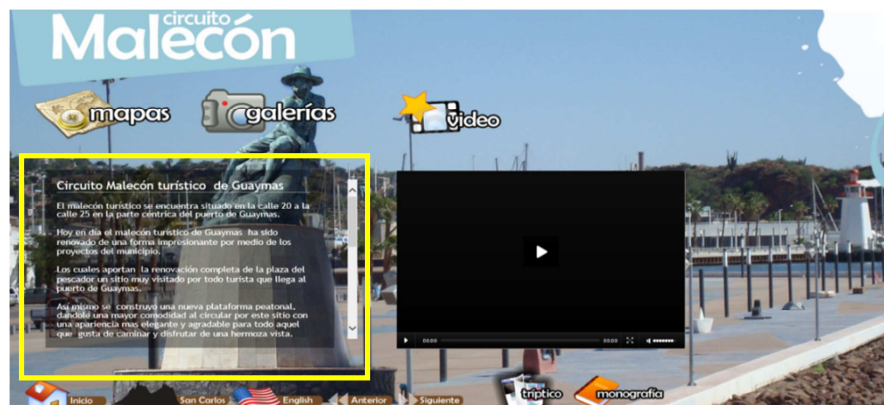 circuito
Malecón
mapas
galerías
video
Circuito Malecón turístico de Guaymas
El malecón turístico se encuentra situado en la calle 20 a la
calle 25 en la parte céntrica del puerto de Guaymas.
Hoy en día el malecón turístico de Guaymas ha sido
renovado de una forma impresionante por medio de los
proyectos del municipio.
Los cuales aportan la renovación completa de la plaza del
pescador un sitio muy visitado por todo turista que llega al
puerto de Guaymas.
Así mismo se construyo una nueva plataforma peatonal,
dandole una mayor comodidad al circular por este sitio con
una apariencia mas elegante y agradable para todo aquel
que gusta de caminar y disfrutar de una hermoza vista.
00:00
00:00
Inicio
San Carlos
English
Anterior
Siguiente
tríptico
monografía